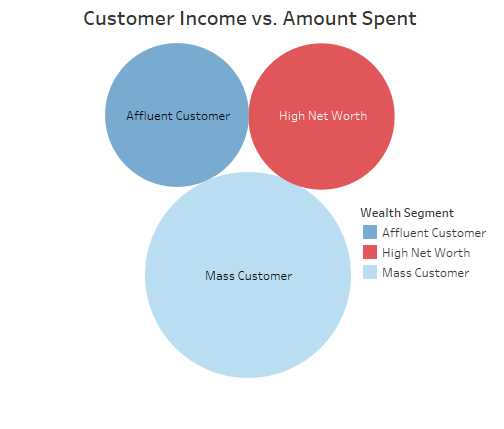 Customer Income vs. Amount Spent
Affluent Customer
High Net Worth
Mass Customer
Wealth Segment
Affluent Customer
High Net Worth
Mass Customer